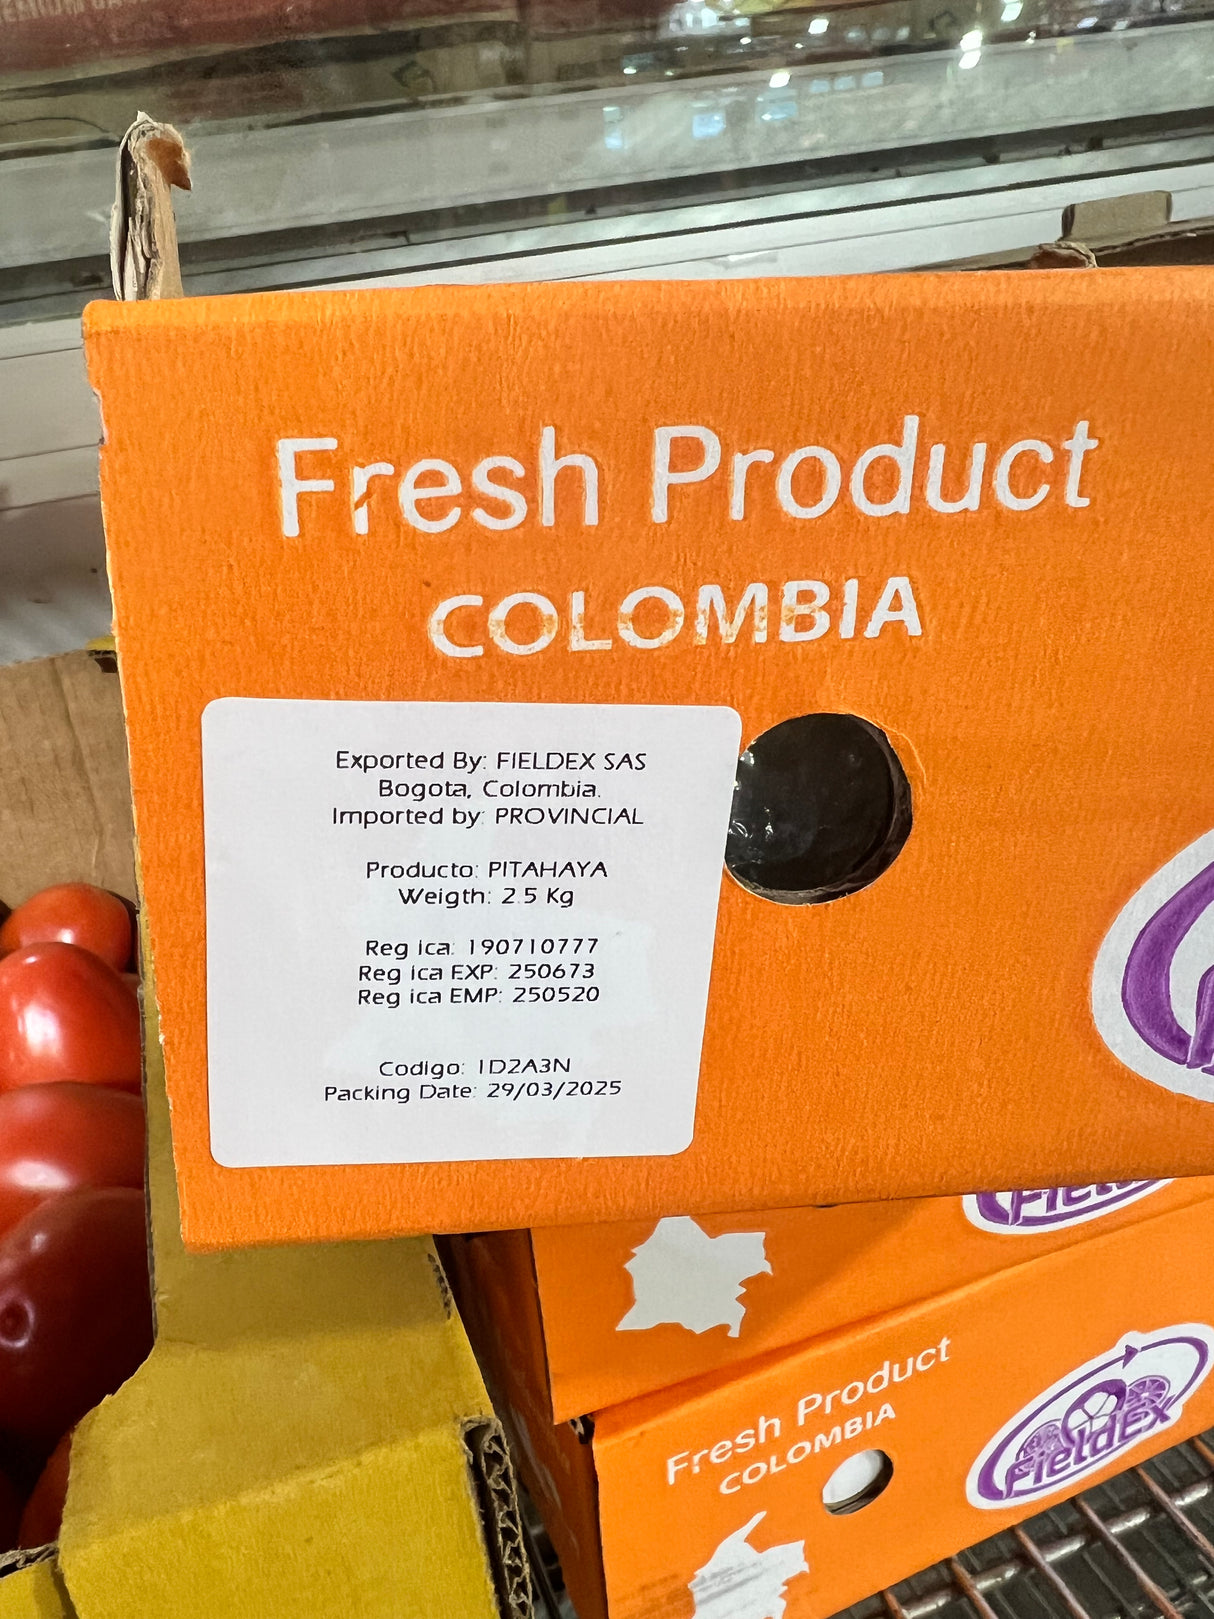 Fresh Product
COLOMBIA
Exported By: FIELDEX SAS
Bogota, Colombia.
Imported by: PROVINCIAL
Producto: PITAHAYA
Weigth: 2.5 Kg
Reg ica: 190710777
Reg ica EXP: 250673
Reg ica EMP: 250520
Codigo: 1D2A3N
Packing Date: 29/03/2025
Fresh Product
COLOMBIA
FieldEx